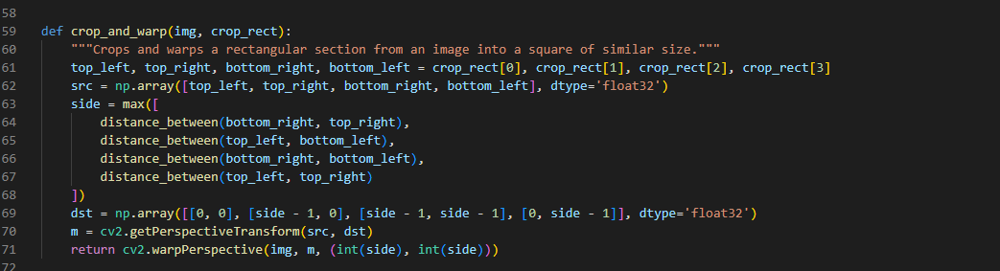 58
59 def crop_and_warp(img, crop_rect):
60     """Crops and warps a rectangular section from an image into a square of similar size."""
61     top_left, top_right, bottom_right, bottom_left = crop_rect[0], crop_rect[1], crop_rect[2], crop_rect[3]
62     src = np.array([top_left, top_right, bottom_right, bottom_left], dtype='float32')
63     side = max([
64         distance_between(bottom_right, top_right),
65         distance_between(top_left, bottom_left),
66         distance_between(bottom_right, bottom_left),
67         distance_between(top_left, top_right)
68     ])
69     dst = np.array([[0, 0], [side - 1, 0], [side - 1, side - 1], [0, side - 1]], dtype='float32')
70     m = cv2.getPerspectiveTransform(src, dst)
71     return cv2.warpPerspective(img, m, (int(side), int(side)))
72